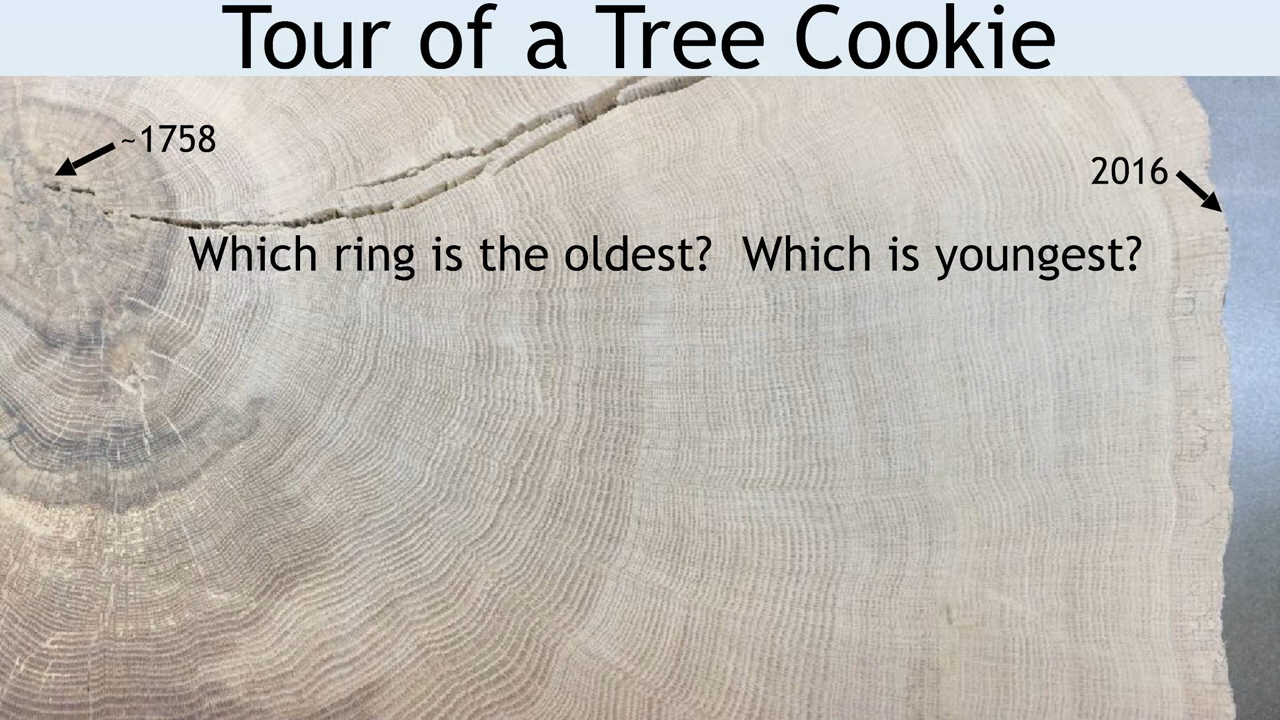 Tour of a Tree Cookie
~1758
2016
Which ring is the oldest?  Which is youngest?